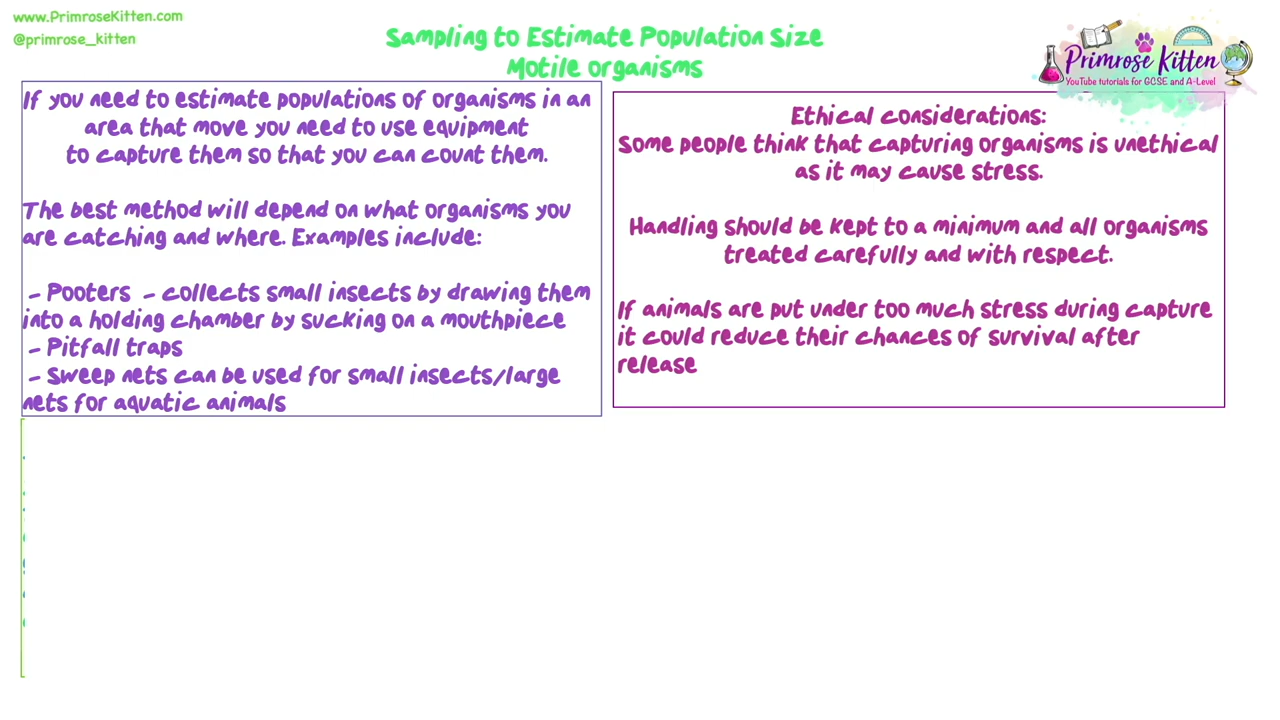 www.PrimroseKitten.com
@primrose_kitten
Sampling to Estimate Population Size
Motile organisms
Primrose Kitten
YouTube tutorials for GCSE and A-Level
If you need to estimate populations of organisms in an
area that move you need to use equipment
to capture them so that you can count them.
The best method will depend on what organisms you
are catching and where. Examples include:
- Pooters - collects small insects by drawing them
into a holding chamber by sucking on a mouthpiece
- Pitfall traps
- Sweep nets can be used for small insects/large
nets for aquatic animals
Ethical considerations:
Some people think that capturing organisms is unethical
as it may cause stress.
Handling should be kept to a minimum and all organisms
treated carefully and with respect.
If animals are put under too much stress during capture
it could reduce their chances of survival after
release